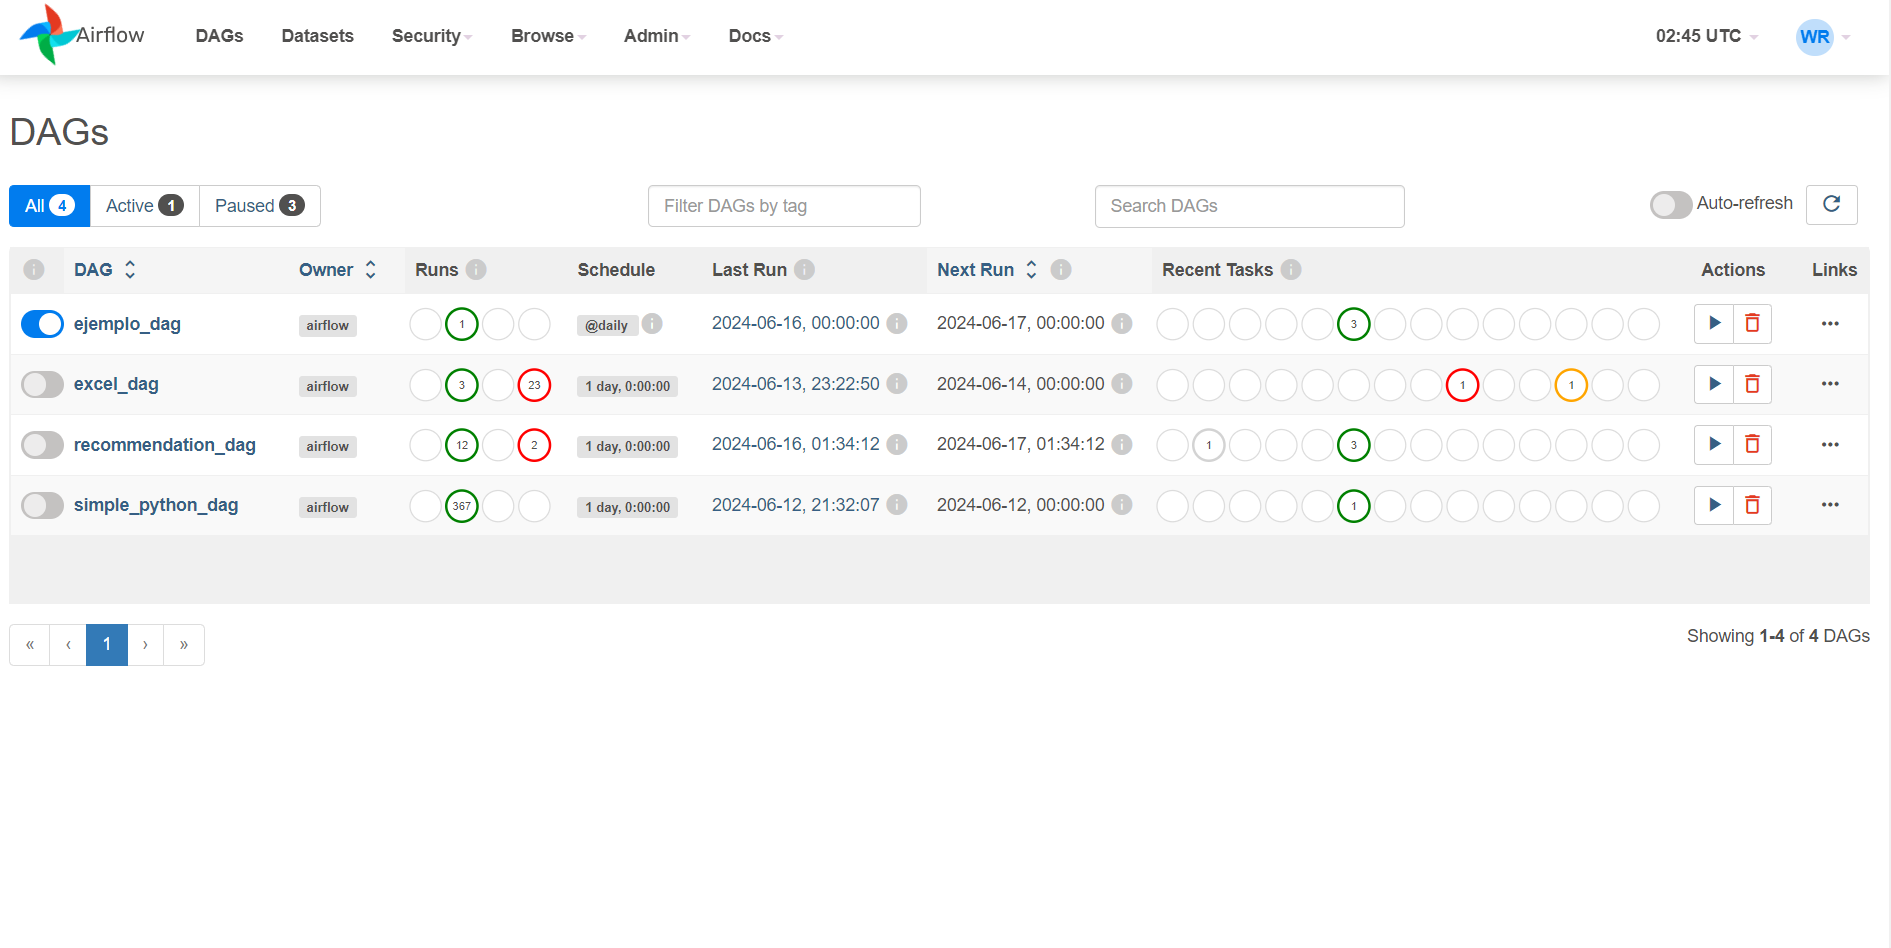 Airflow DAGs Datasets Security Browse Admin Docs 02:45 UTC WR
DAGs
All 4 Active 1 Paused 3 Filter DAGs by tag Search DAGs Auto-refresh
i DAG Owner Runs i Schedule Last Run i Next Run i Recent Tasks i Actions Links
ejemplo_dag airflow 1 @daily i 2024-06-16, 00:00:00 i 2024-06-17, 00:00:00 i 3
excel_dag airflow 3 23 1 day, 0:00:00 2024-06-13, 23:22:50 i 2024-06-14, 00:00:00 i 1 1
recommendation_dag airflow 12 2 1 day, 0:00:00 2024-06-16, 01:34:12 i 2024-06-17, 01:34:12 i 1 3
simple_python_dag airflow 367 1 day, 0:00:00 2024-06-12, 21:32:07 i 2024-06-12, 00:00:00 i 1
« ‹ 1 › » Showing 1-4 of 4 DAGs